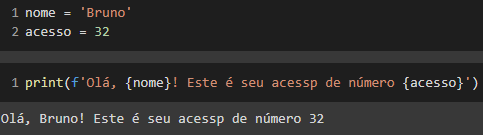 1 nome = 'Bruno'
2 acesso = 32
1 print(f'Olá, {nome}! Este é seu acessp de número {acesso}')
Olá, Bruno! Este é seu acessp de número 32